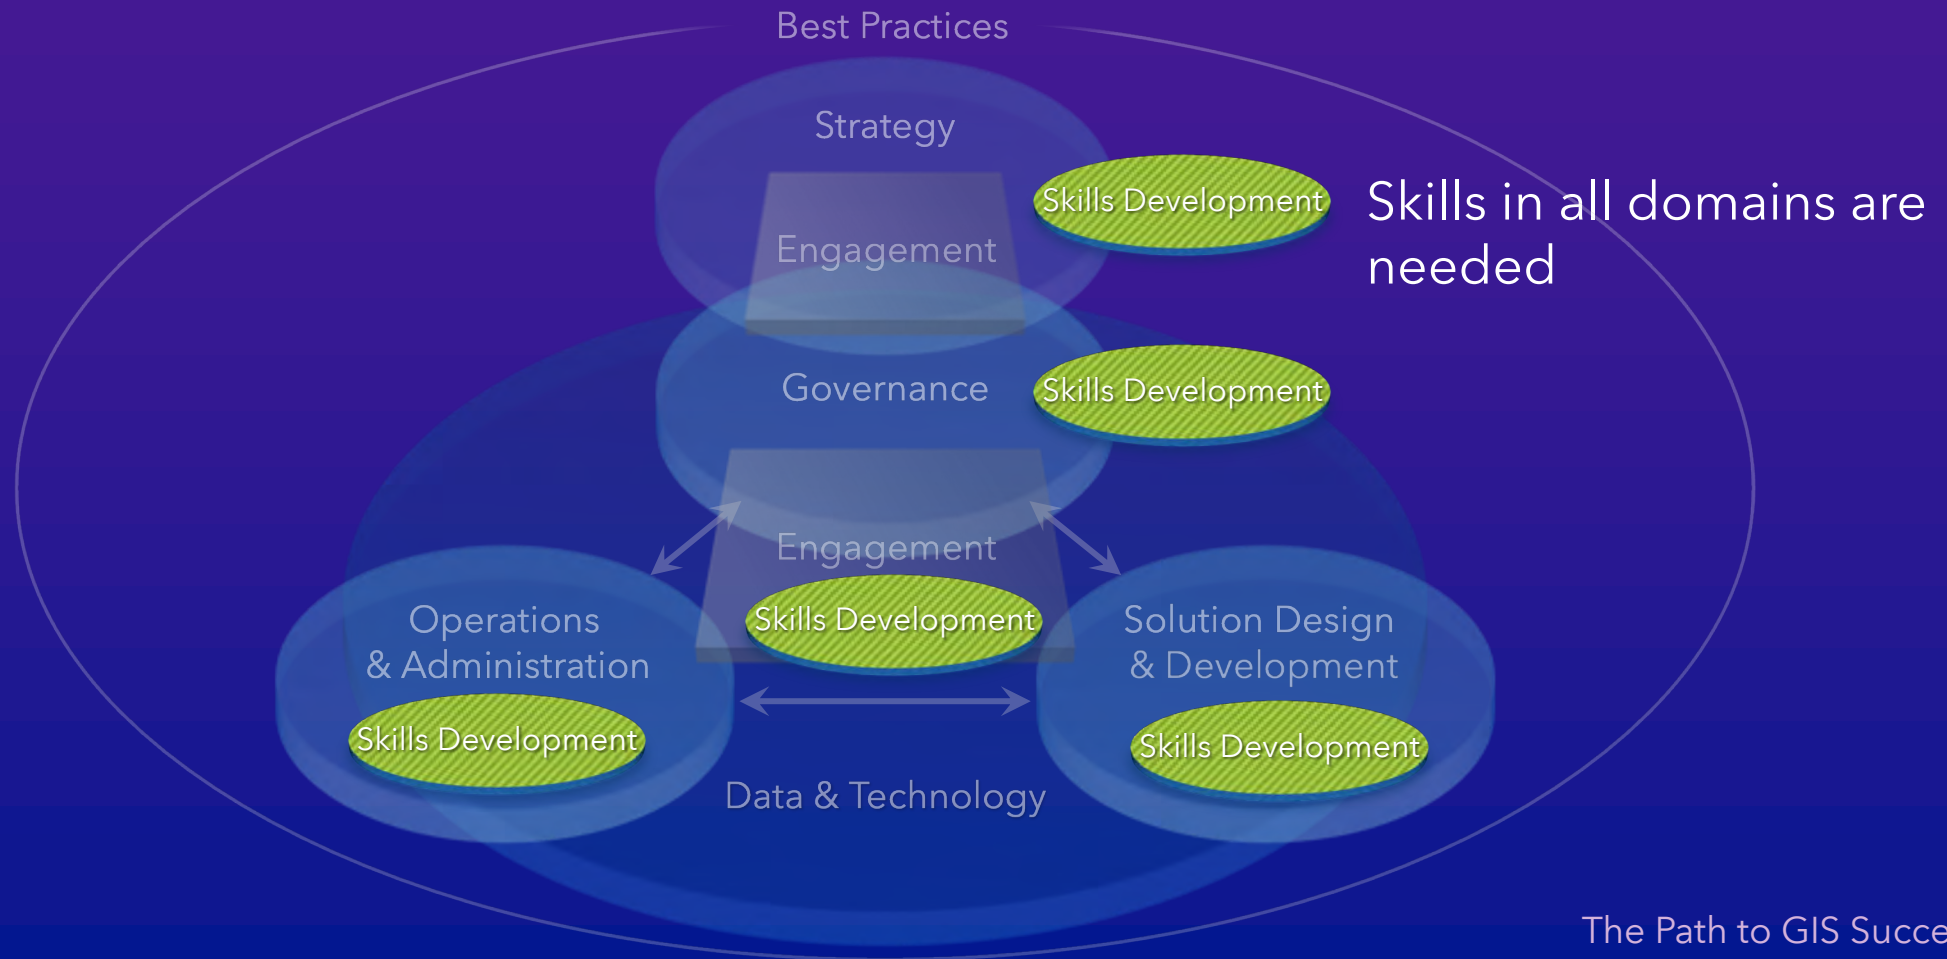 Best Practices
Strategy
Skills Development
Skills in all domains are
needed
Engagement
Governance
Skills Development
Engagement
Skills Development
Operations
& Administration
Skills Development
Solution Design
& Development
Skills Development
Data & Technology
The Path to GIS Succe